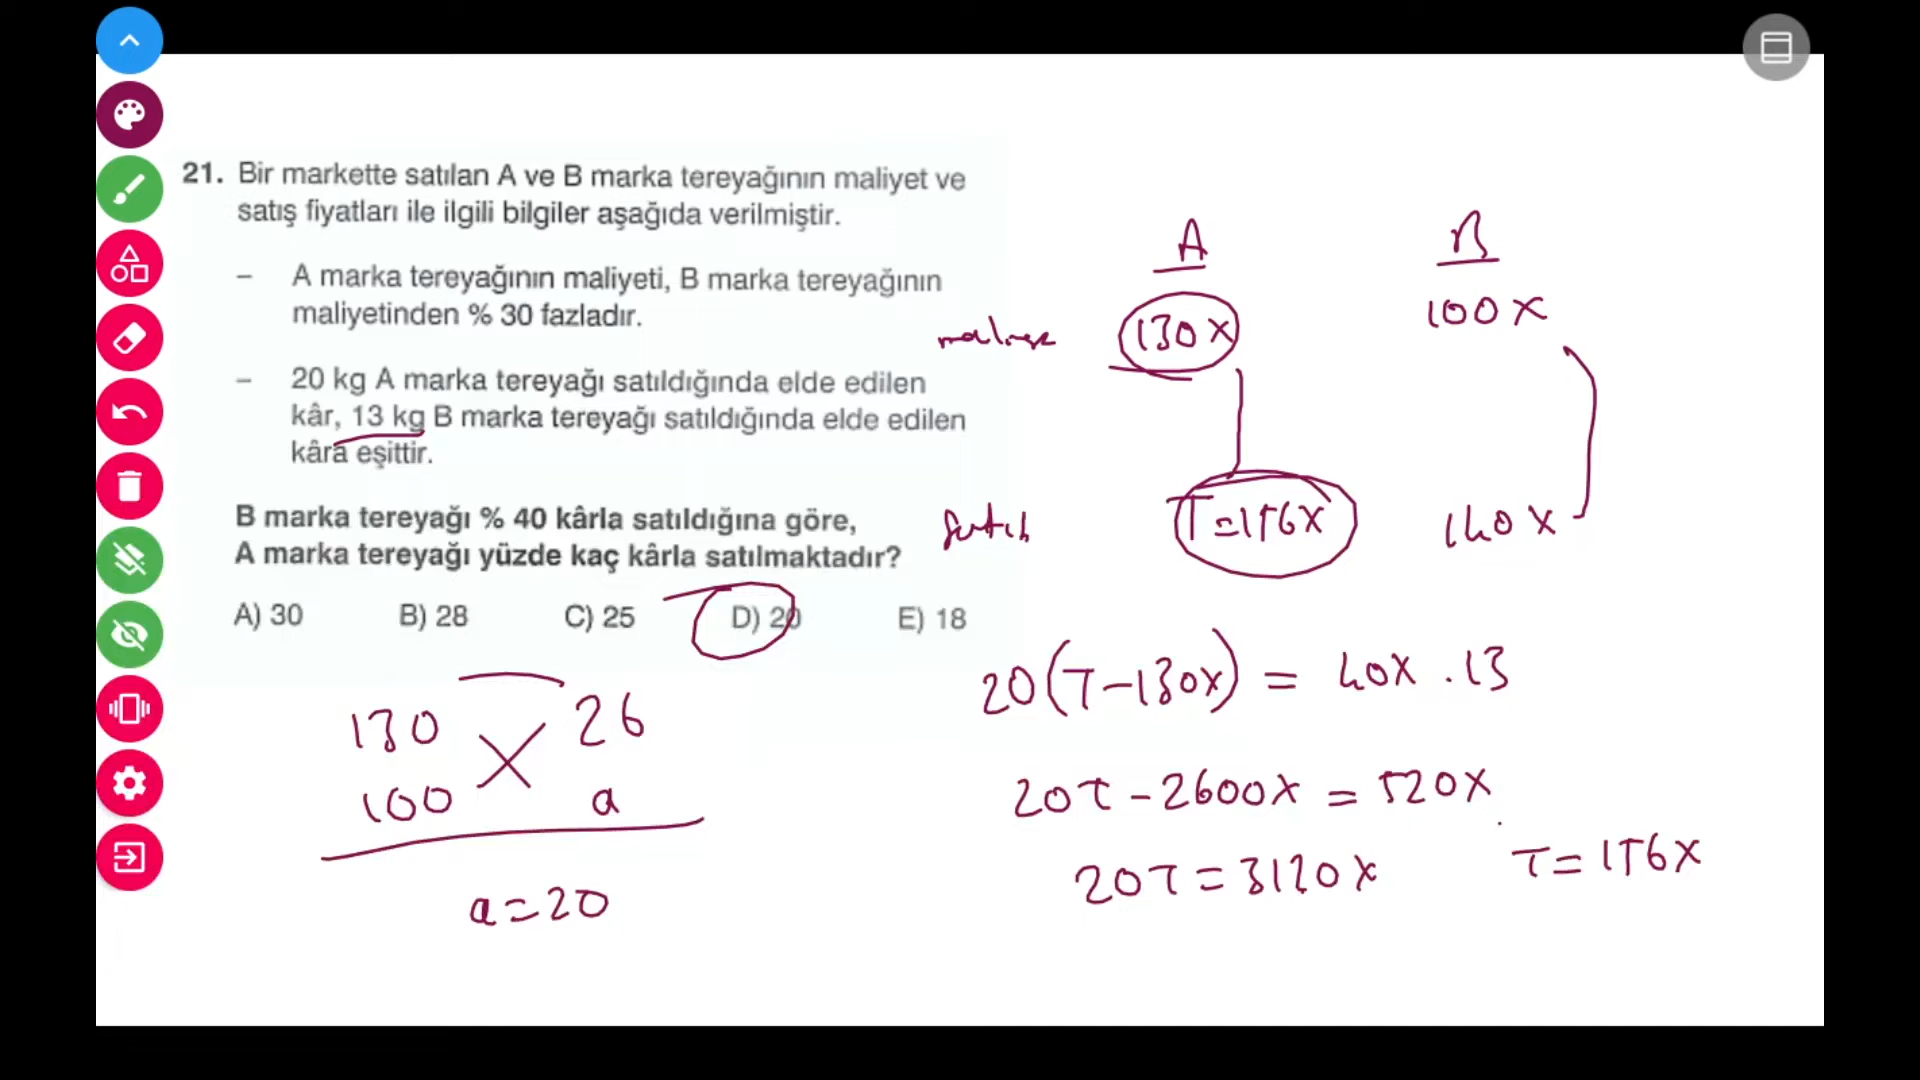 21. Bir markette satılan A ve B marka tereyağının maliyet ve
satış fiyatları ile ilgili bilgiler aşağıda verilmiştir.
– A marka tereyağının maliyeti, B marka tereyağının
maliyetinden % 30 fazladır.
– 20 kg A marka tereyağı satıldığında elde edilen
kâr, 13 kg B marka tereyağı satıldığında elde edilen
kâra eşittir.
B marka tereyağı % 40 kârla satıldığına göre,
A marka tereyağı yüzde kaç kârla satılmaktadır?
A) 30 B) 28 C) 25 D) 20 E) 18
A B
130x 100x
satış T=156x 140x
20(T-130x) = 40x . 13
20T - 2600x = 520x
20T = 3120x T = 156x
130 26
100 a
a=20